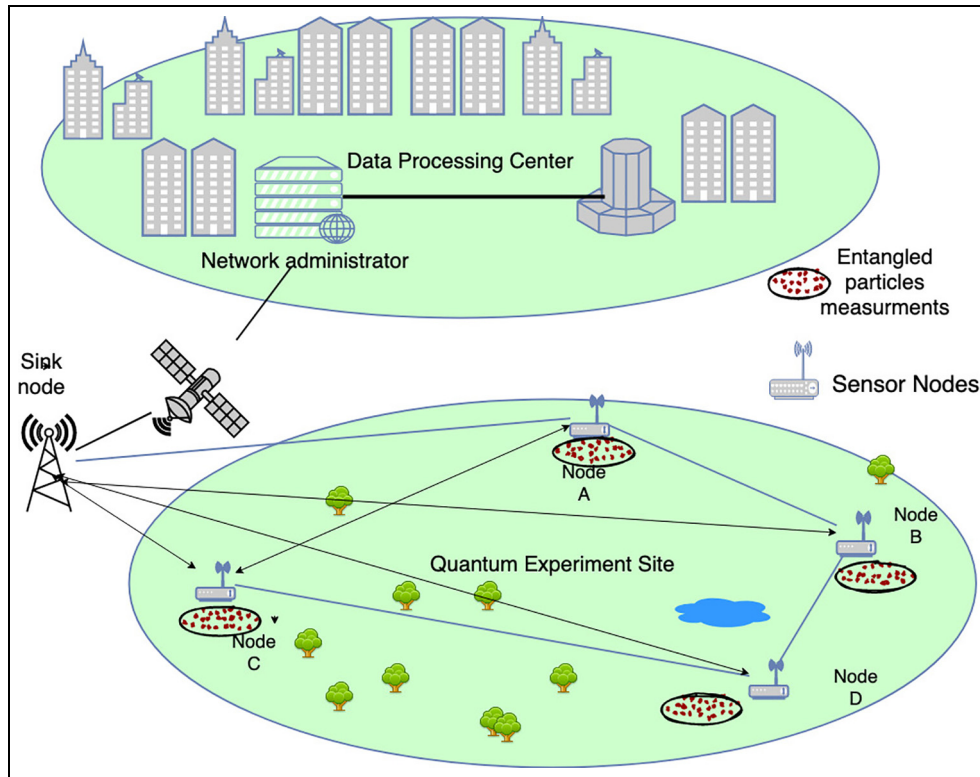 Data Processing Center
Network administrator
Entangled
particles
measurments
Sink
node
Sensor Nodes
Node
A
Node
B
Quantum Experiment Site
Node
C
Node
D